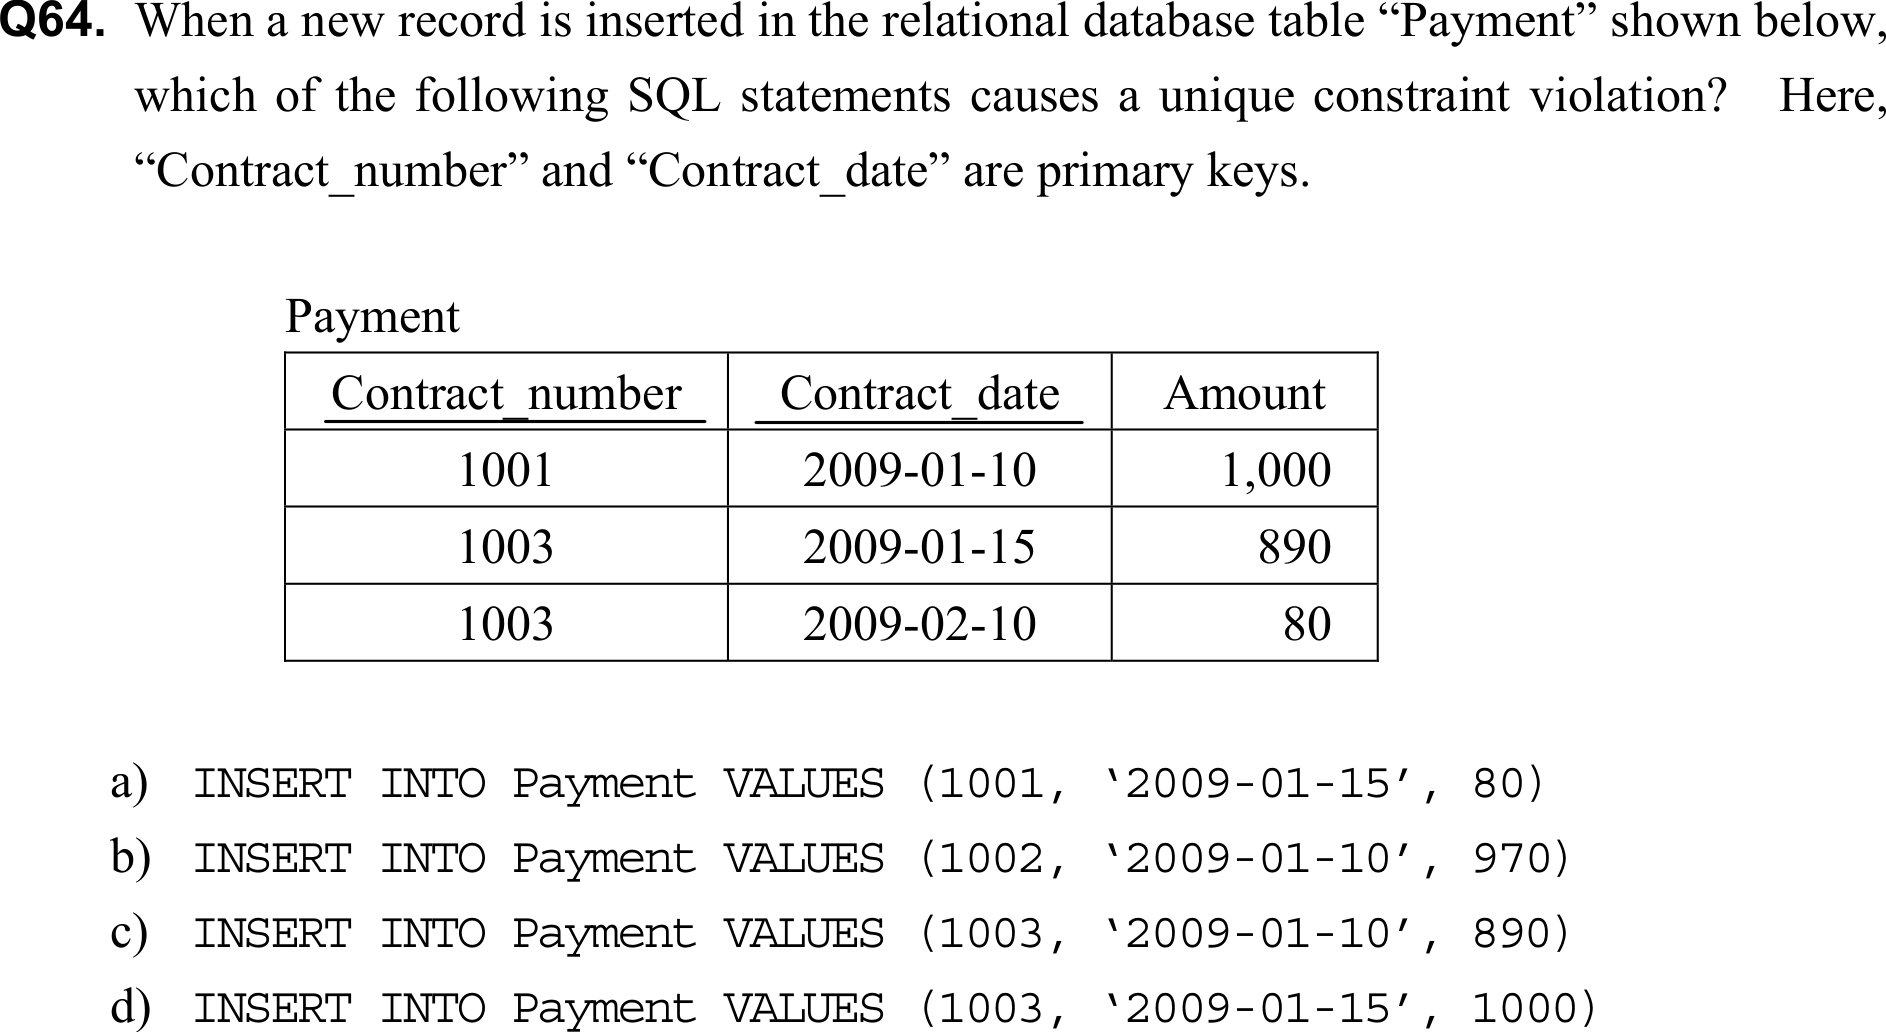 Q64. When a new record is inserted in the relational database table “Payment” shown below,
which of the following SQL statements causes a unique constraint violation? Here,
“Contract_number” and “Contract_date” are primary keys.
Payment
Contract_number Contract_date Amount
1001 2009-01-10 1,000
1003 2009-01-15 890
1003 2009-02-10 80
a) INSERT INTO Payment VALUES (1001, ‘2009-01-15’, 80)
b) INSERT INTO Payment VALUES (1002, ‘2009-01-10’, 970)
c) INSERT INTO Payment VALUES (1003, ‘2009-01-10’, 890)
d) INSERT INTO Payment VALUES (1003, ‘2009-01-15’, 1000)